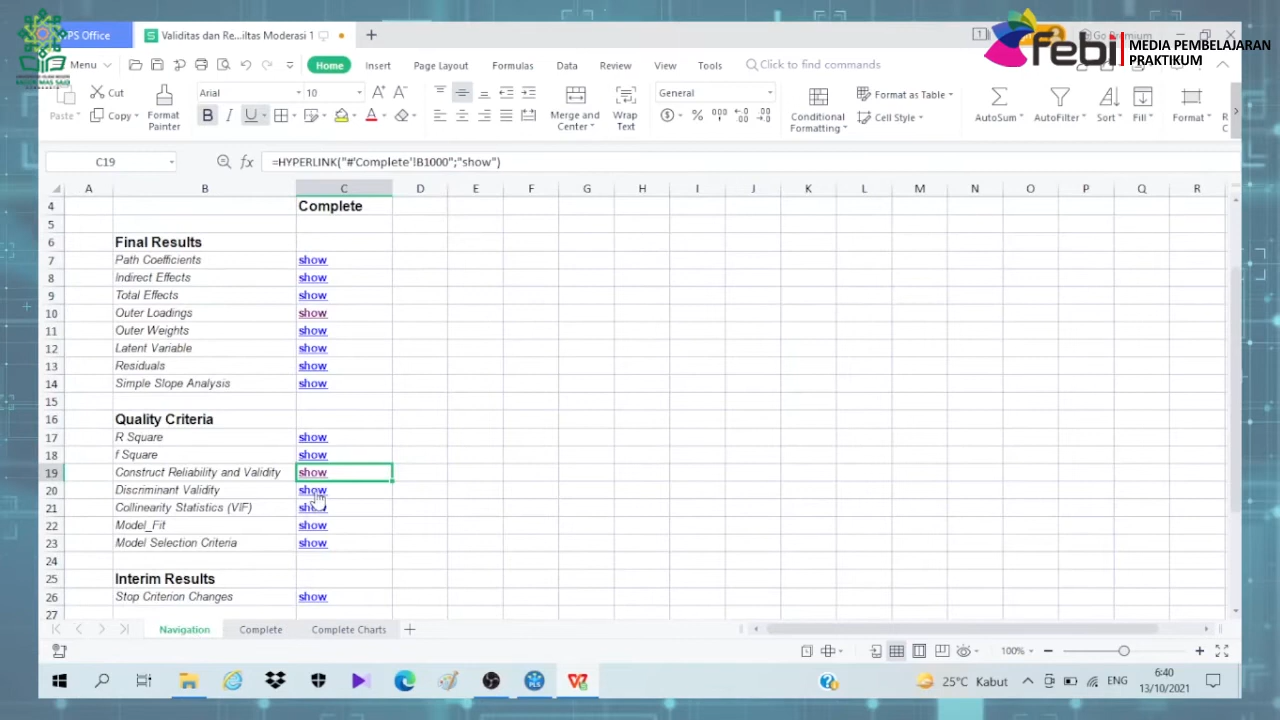 PS Office
Validitas dan Re...iltas Moderasi 1
Go Premium
febi
MEDIA PEMBELAJARAN
PRAKTIKUM
Menu
Home
Insert
Page Layout
Formulas
Data
Review
View
Tools
Click to find commands
Cut
Paste
Copy
Format Painter
Arial
10
Merge and Center
Wrap Text
General
Conditional Formatting
Format as Table
Cell Style
AutoSum
AutoFilter
Sort
Fill
Format
R
C
C19
=HYPERLINK("#'Complete'!B1000";"show")
A B C D E F G H I J K L M N O P Q R
4 Complete
5
6 Final Results
7 Path Coefficients show
8 Indirect Effects show
9 Total Effects show
10 Outer Loadings show
11 Outer Weights show
12 Latent Variable show
13 Residuals show
14 Simple Slope Analysis show
15
16 Quality Criteria
17 R Square show
18 f Square show
19 Construct Reliability and Validity show
20 Discriminant Validity show
21 Collinearity Statistics (VIF) show
22 Model_Fit show
23 Model Selection Criteria show
24
25 Interim Results
26 Stop Criterion Changes show
27
Navigation
Complete
Complete Charts
100%
25°C Kabut
ENG
6:40
13/10/2021